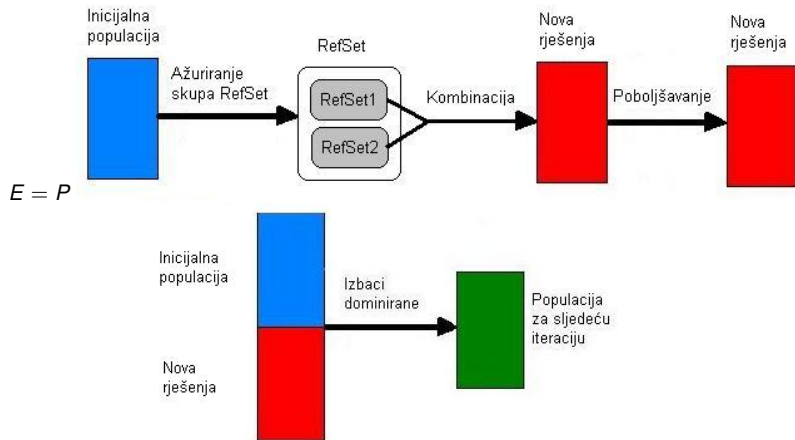 Inicijalna
populacija
Ažuriranje
skupa RefSet
RefSet
RefSet1
RefSet2
Kombinacija
Nova
rješenja
Poboljšavanje
Nova
rješenja
E = P
Inicijalna
populacija
Nova
rješenja
Izbaci
dominirane
Populacija
za sljedeću
iteraciju